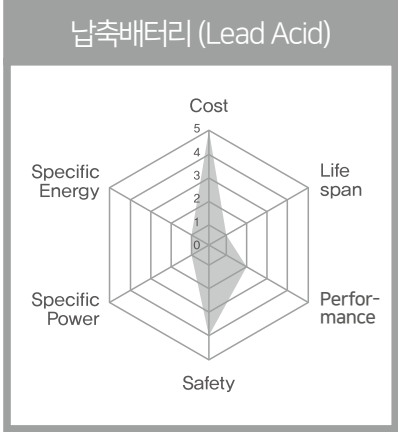 납축배터리 (Lead Acid)
Cost
5
4
3
2
1
0
Specific
Energy
Life
span
Specific
Power
Perfor-
mance
Safety